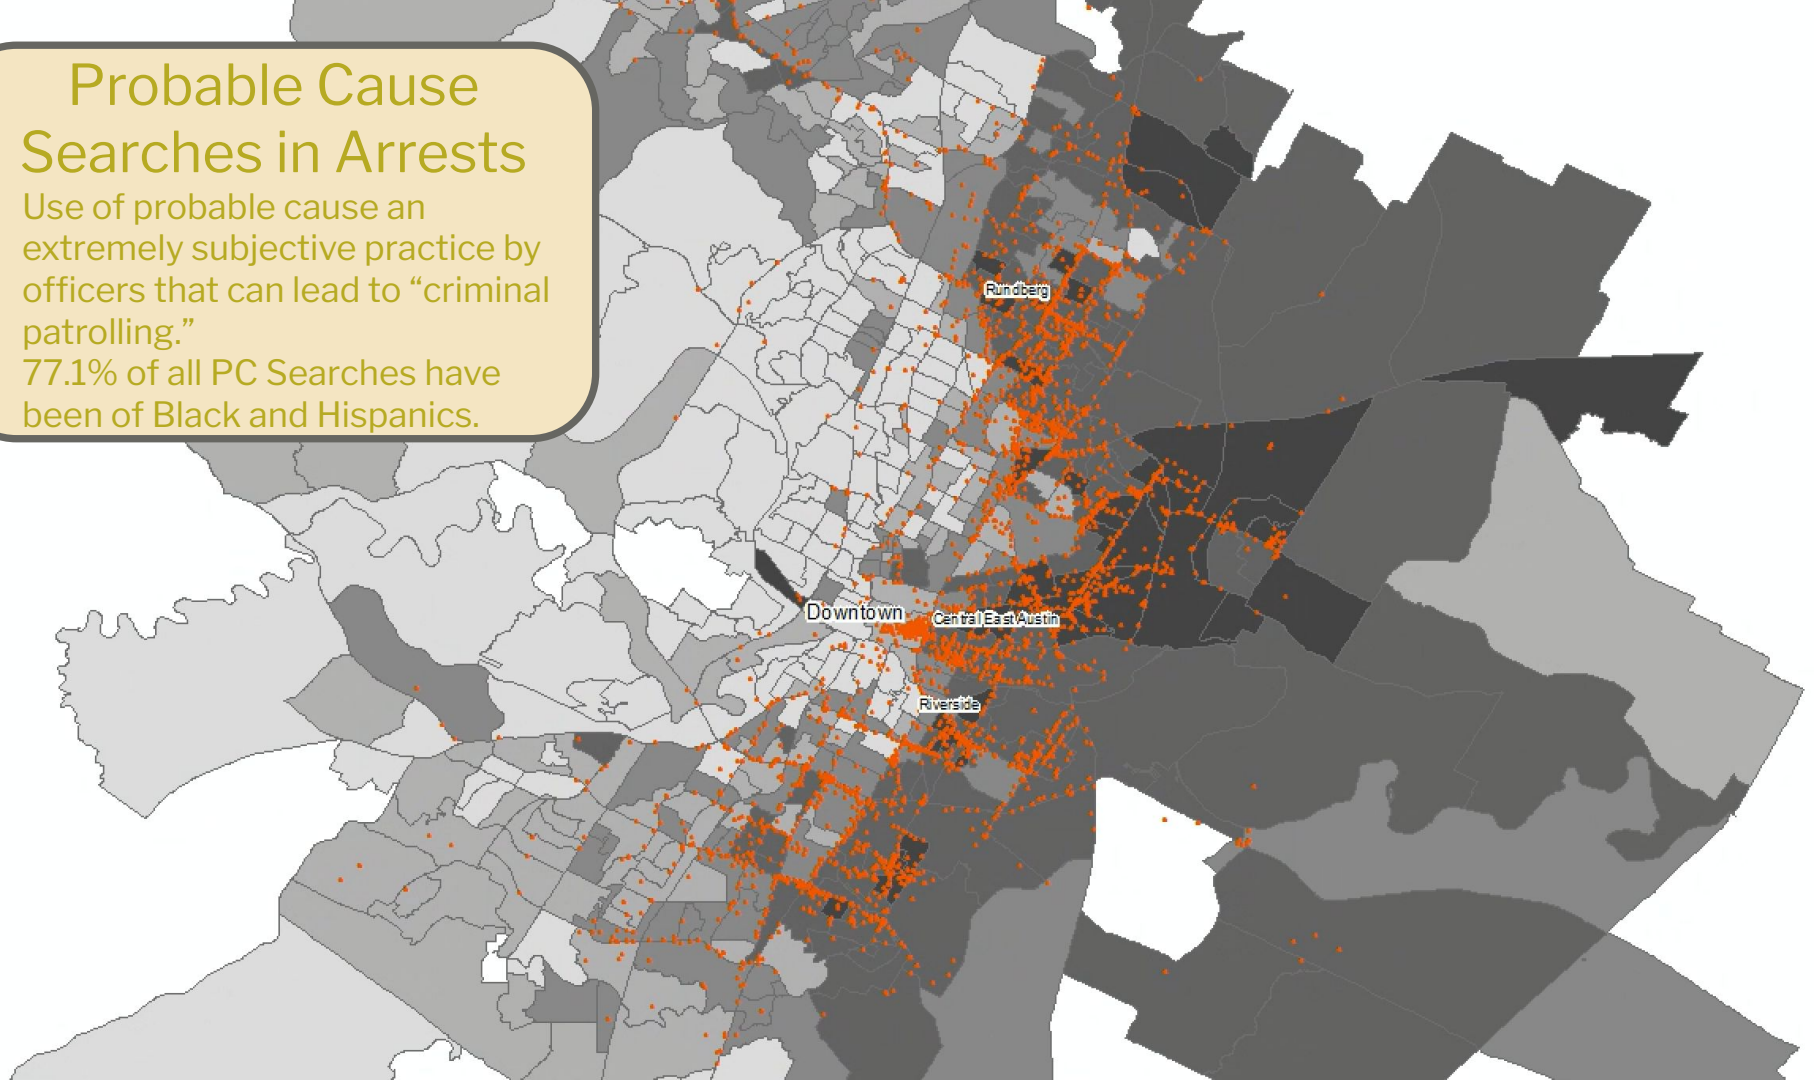 Probable Cause
Searches in Arrests
Use of probable cause an
extremely subjective practice by
officers that can lead to “criminal
patrolling.”
77.1% of all PC Searches have
been of Black and Hispanics.
Rundberg
Downtown
Central East Austin
Riverside